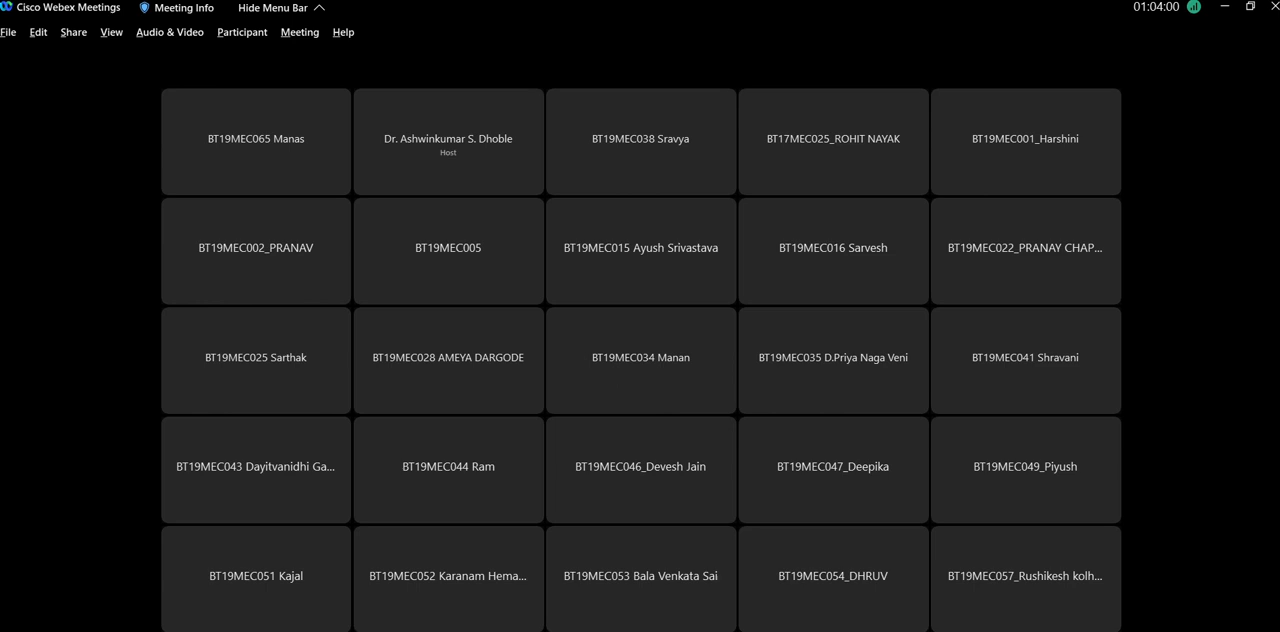 Cisco Webex Meetings Meeting Info Hide Menu Bar 01:04:00
File Edit Share View Audio & Video Participant Meeting Help
BT19MEC065 Manas
Dr. Ashwinkumar S. Dhoble
Host
BT19MEC038 Sravya
BT17MEC025_ROHIT NAYAK
BT19MEC001_Harshini
BT19MEC002_PRANAV
BT19MEC005
BT19MEC015 Ayush Srivastava
BT19MEC016 Sarvesh
BT19MEC022_PRANAY CHAP...
BT19MEC025 Sarthak
BT19MEC028 AMEYA DARGODE
BT19MEC034 Manan
BT19MEC035 D.Priya Naga Veni
BT19MEC041 Shravani
BT19MEC043 Dayitvanidhi Ga...
BT19MEC044 Ram
BT19MEC046_Devesh Jain
BT19MEC047_Deepika
BT19MEC049_Piyush
BT19MEC051 Kajal
BT19MEC052 Karanam Hema...
BT19MEC053 Bala Venkata Sai
BT19MEC054_DHRUV
BT19MEC057_Rushikesh kolh...